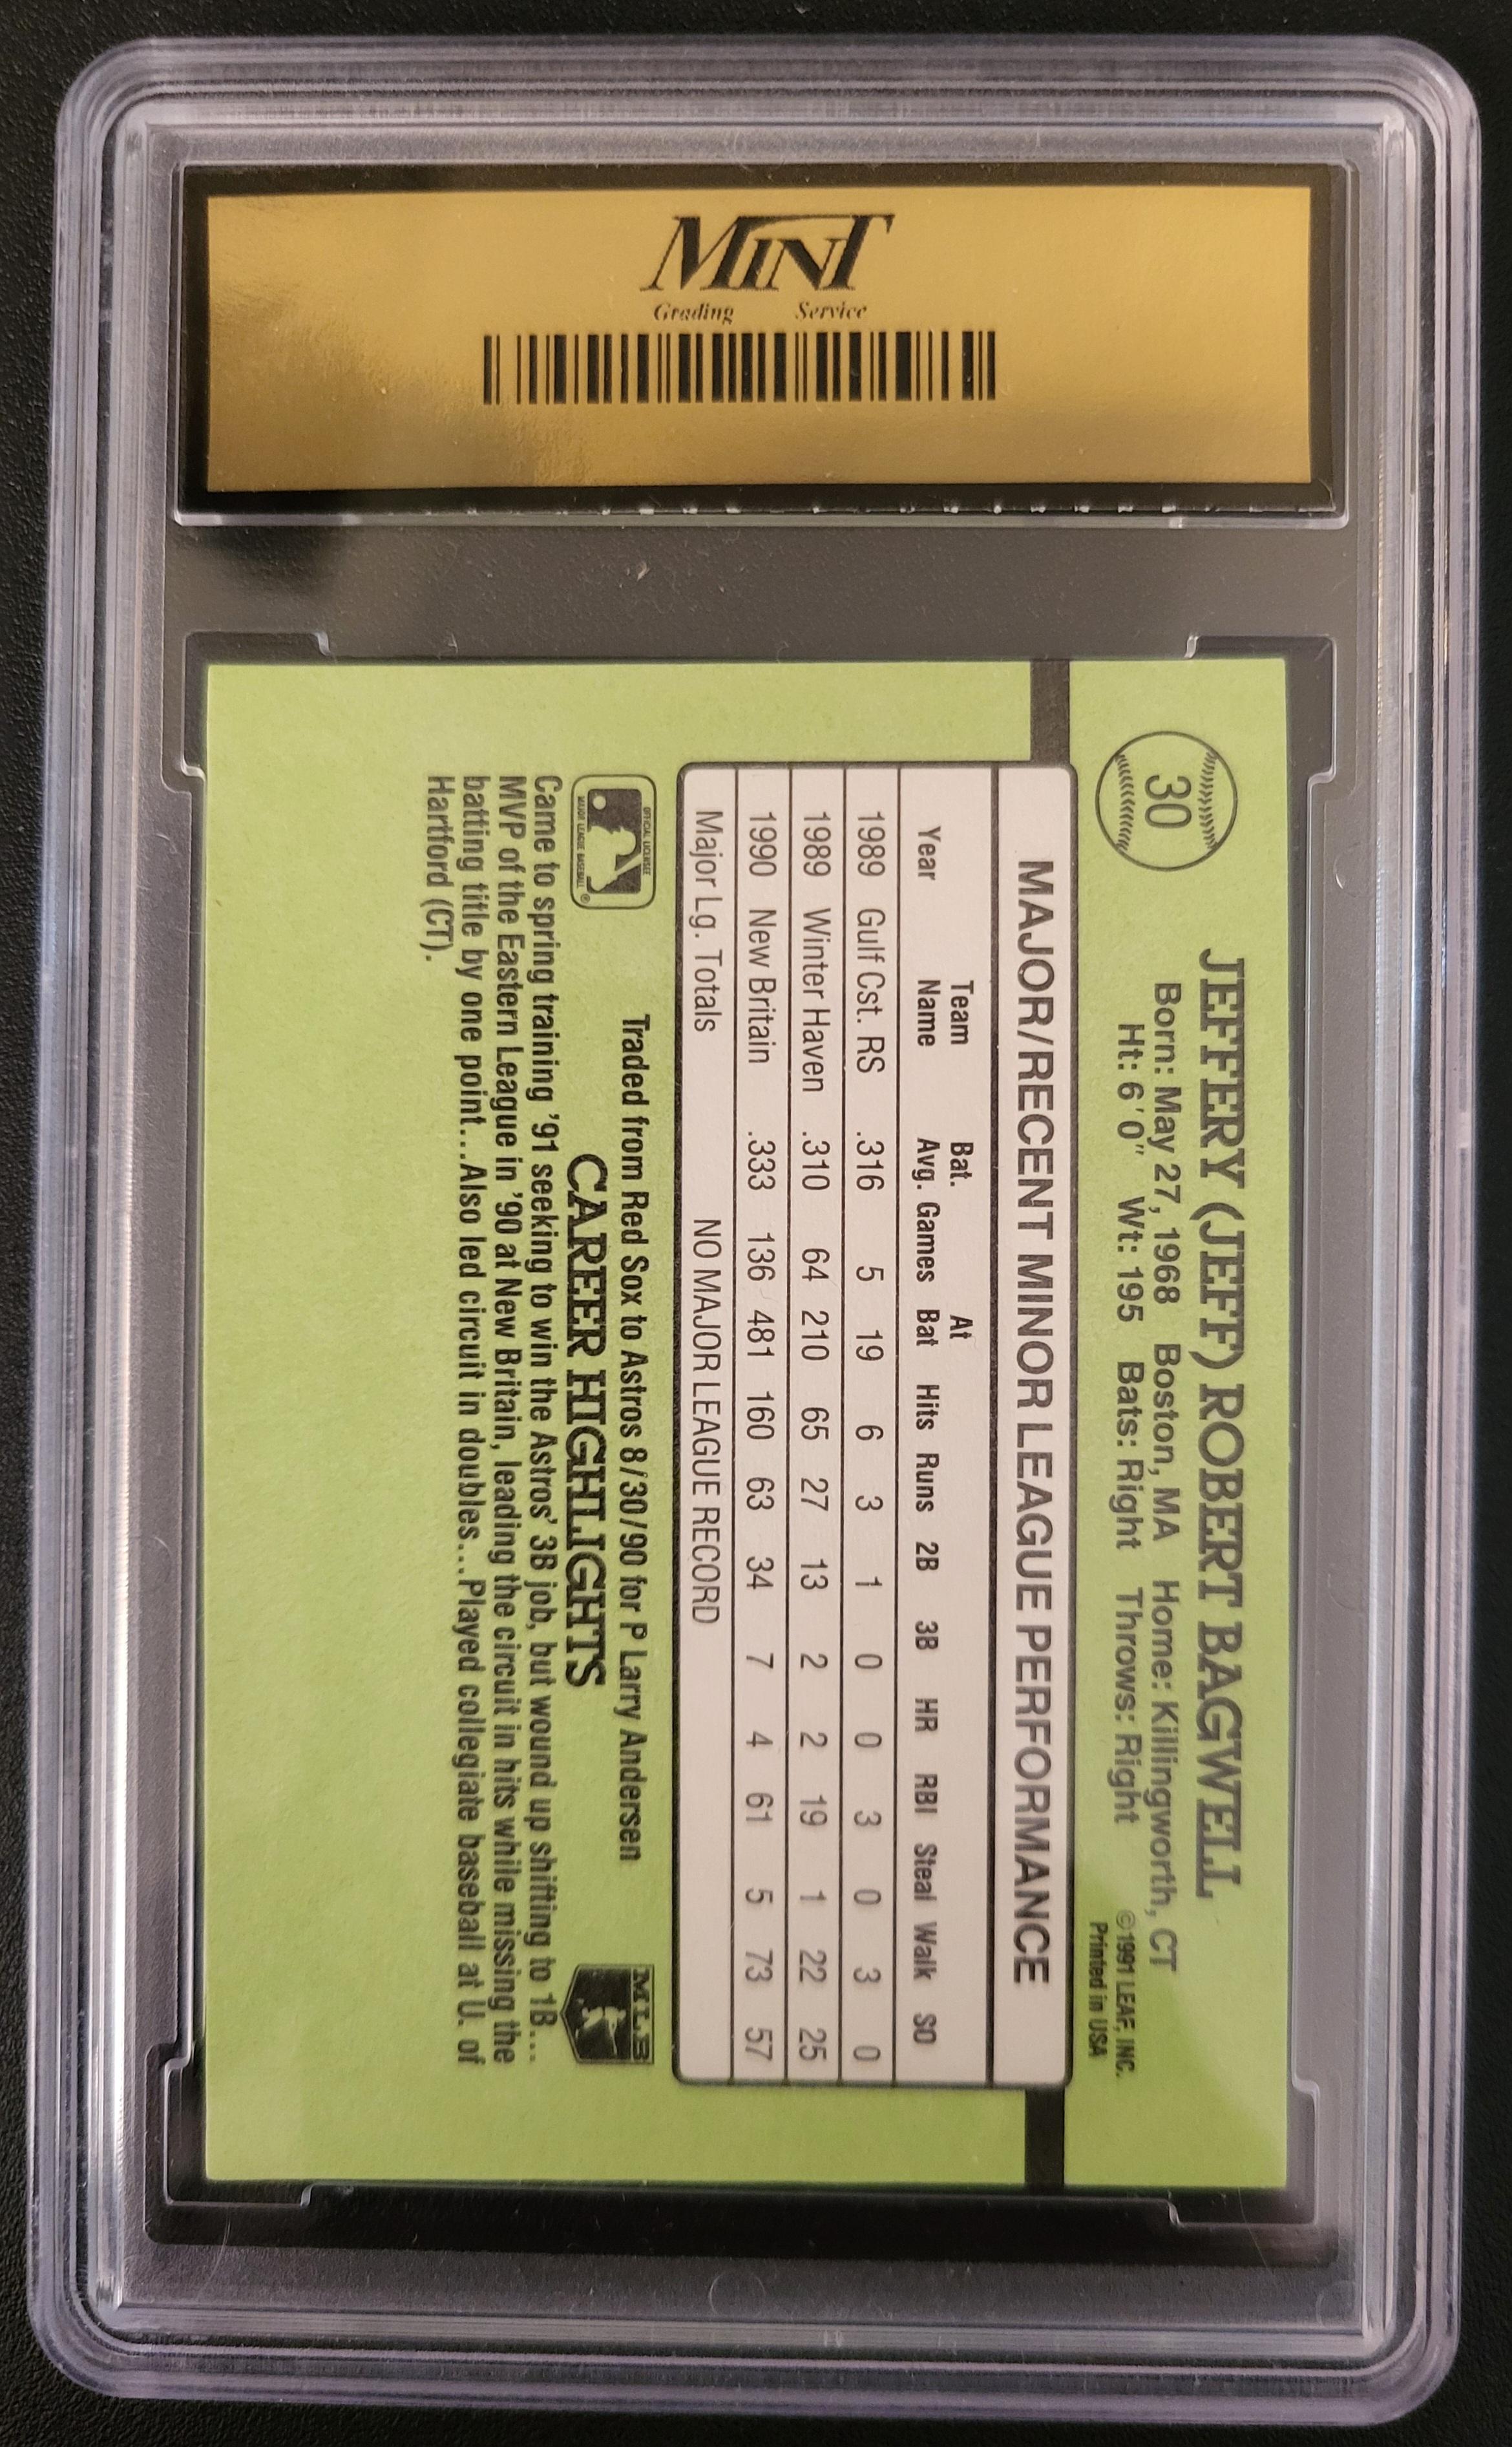 MINT
Grading Service
30
JEFFERY (JEFF) ROBERT BAGWELL
Born: May 27, 1968 Boston, MA Home: Killingworth, CT
Ht: 6'0" Wt: 195 Bats: Right Throws: Right
©1991 LEAF, INC.
Printed in USA
MAJOR/RECENT MINOR LEAGUE PERFORMANCE
Team Bat. At
Year Name Avg. Games Bat Hits Runs 2B 3B HR RBI Steal Walk SO
1989 Gulf Cst. RS .316 5 19 6 3 1 0 0 3 0 3 0
1989 Winter Haven .310 64 210 65 27 13 2 2 19 1 22 25
1990 New Britain .333 136 481 160 63 34 7 4 61 5 73 57
Major Lg. Totals NO MAJOR LEAGUE RECORD
OFFICIAL LICENSEE
MAJOR LEAGUE BASEBALL®
Traded from Red Sox to Astros 8/30/90 for P Larry Andersen
CAREER HIGHLIGHTS
MLB
Came to spring training '91 seeking to win the Astros' 3B job, but wound up shifting to 1B...
MVP of the Eastern League in '90 at New Britain, leading the circuit in hits while missing the
batting title by one point...Also led circuit in doubles...Played collegiate baseball at U. of
Hartford (CT).